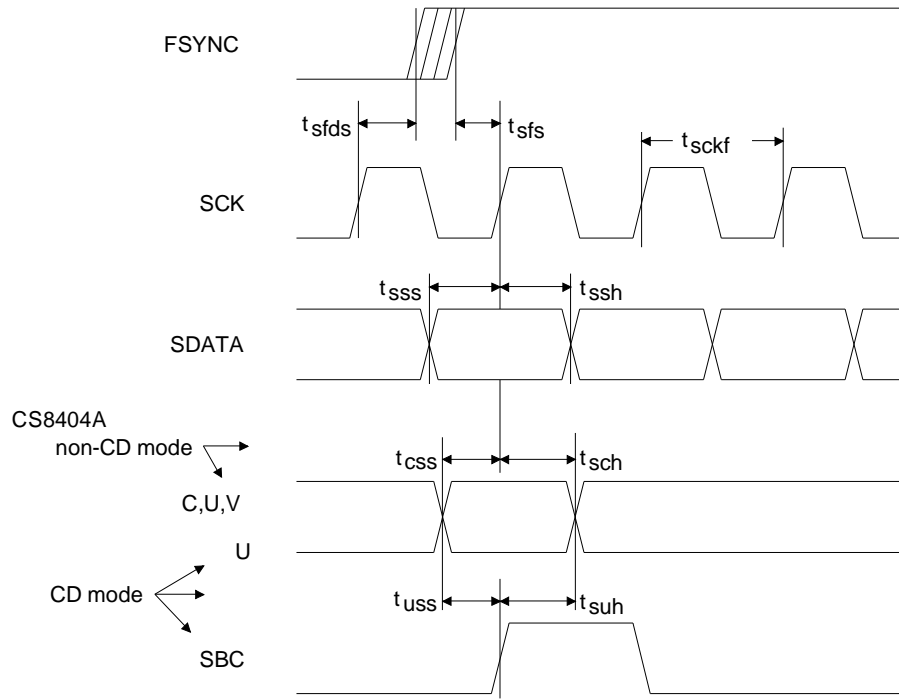 FSYNC
tsfds
tsfs
tsckf
SCK
tsss
tssh
SDATA
CS8404A
non-CD mode
tcss
tsch
C,U,V
U
CD mode
tuss
tsuh
SBC